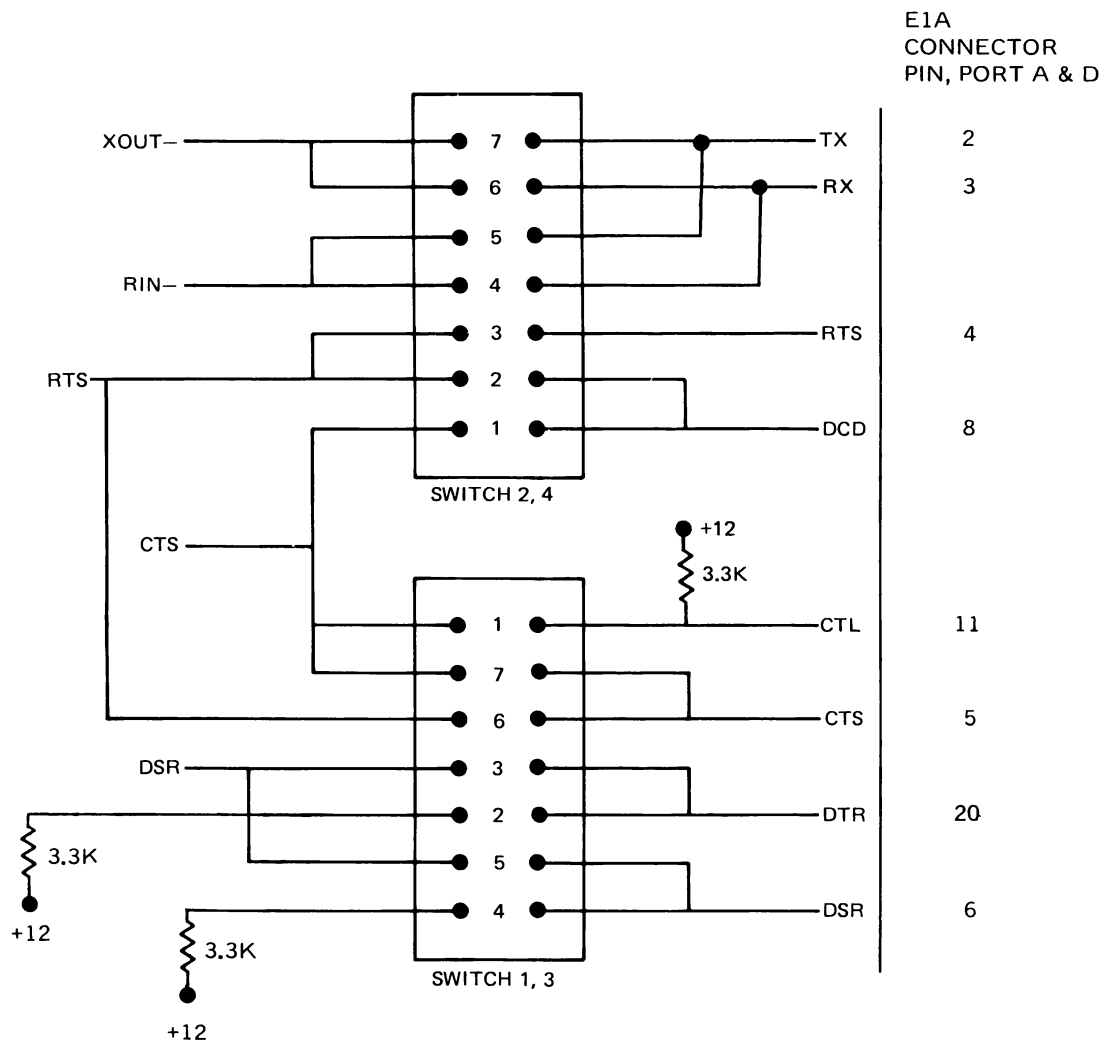 E1A
CONNECTOR
PIN, PORT A & D
XOUT– 7 TX 2
6 RX 3
5
RIN– 4
3 RTS 4
RTS 2
1 DCD 8
SWITCH 2, 4
+12
CTS
3.3K
1 CTL 11
7
6 CTS 5
DSR 3
2 DTR 20
3.3K
5
4 DSR 6
+12
3.3K
SWITCH 1, 3
+12